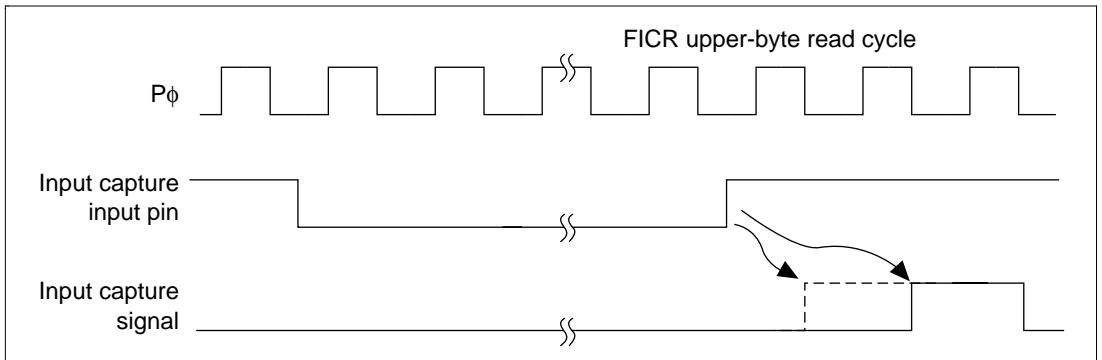 FICR upper-byte read cycle
Pϕ
Input capture
input pin
Input capture
signal